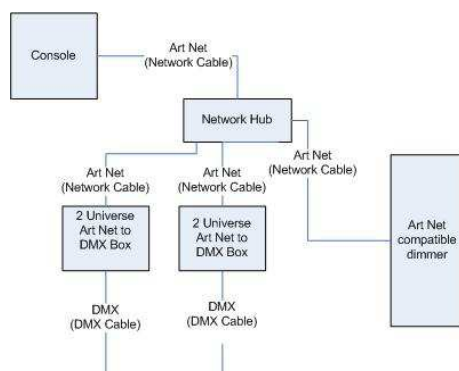 Console
Art Net
(Network Cable)
Network Hub
Art Net
(Network Cable)
Art Net
(Network Cable)
Art Net
(Network Cable)
2 Universe
Art Net to
DMX Box
2 Universe
Art Net to
DMX Box
Art Net
compatible
dimmer
DMX
(DMX Cable)
DMX
(DMX Cable)